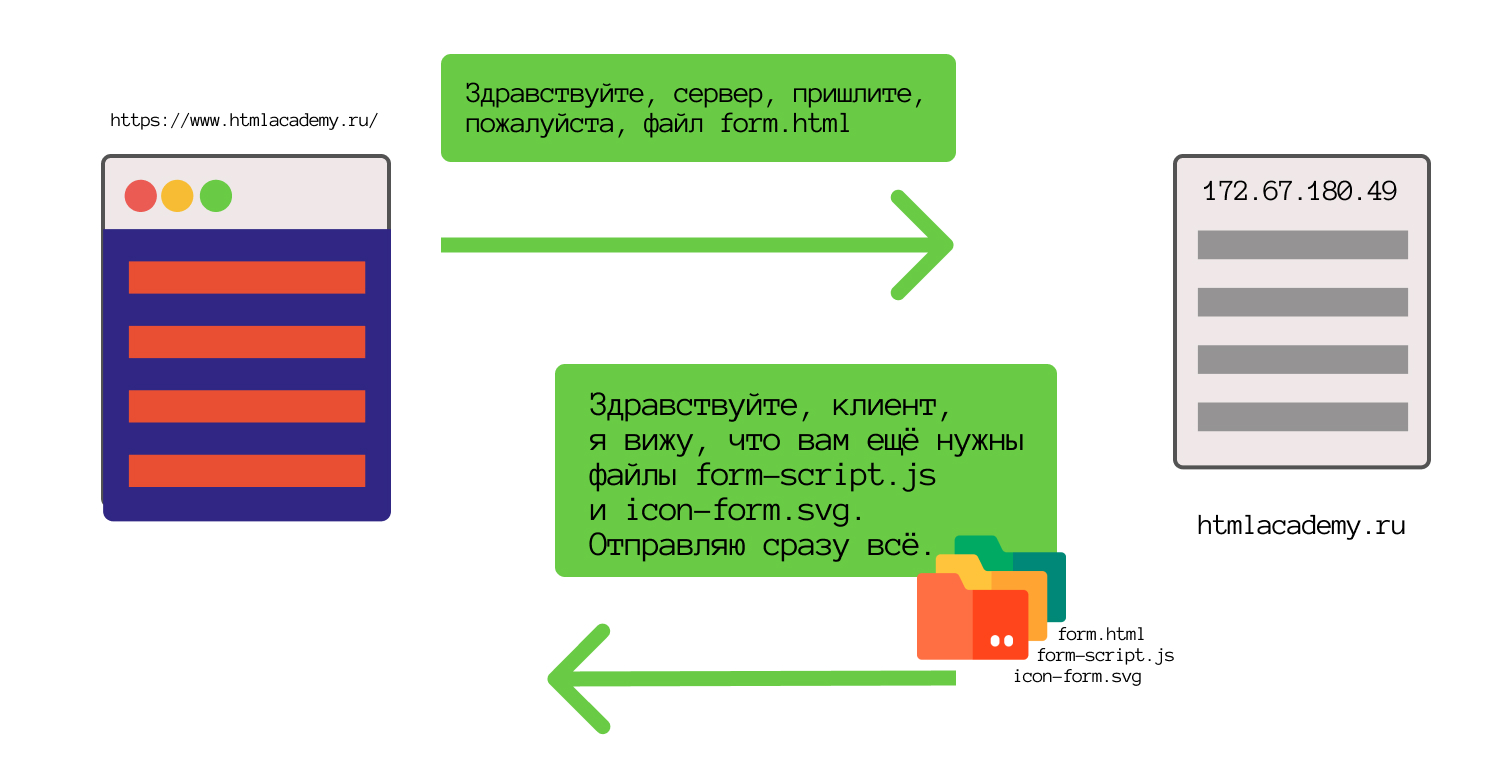 Здравствуйте, сервер, пришлите,
пожалуйста, файл form.html
https://www.htmlacademy.ru/
172.67.180.49
Здравствуйте, клиент,
я вижу, что вам ещё нужны
файлы form-script.js
и icon-form.svg.
Отправляю сразу всё.
htmlacademy.ru
form.html
form-script.js
icon-form.svg